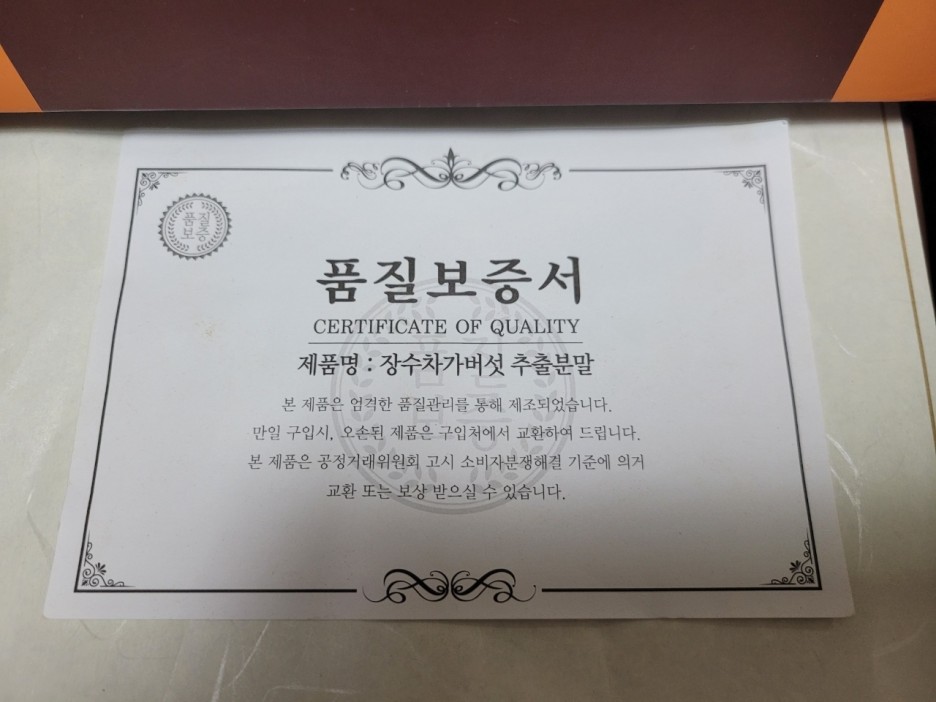 품질
보증
품질보증서
CERTIFICATE OF QUALITY
제품명 : 장수차가버섯 추출분말
본 제품은 엄격한 품질관리를 통해 제조되었습니다.
만일 구입시, 오손된 제품은 구입처에서 교환하여 드립니다.
본 제품은 공정거래위원회 고시 소비자분쟁해결 기준에 의거
교환 또는 보상 받으실 수 있습니다.